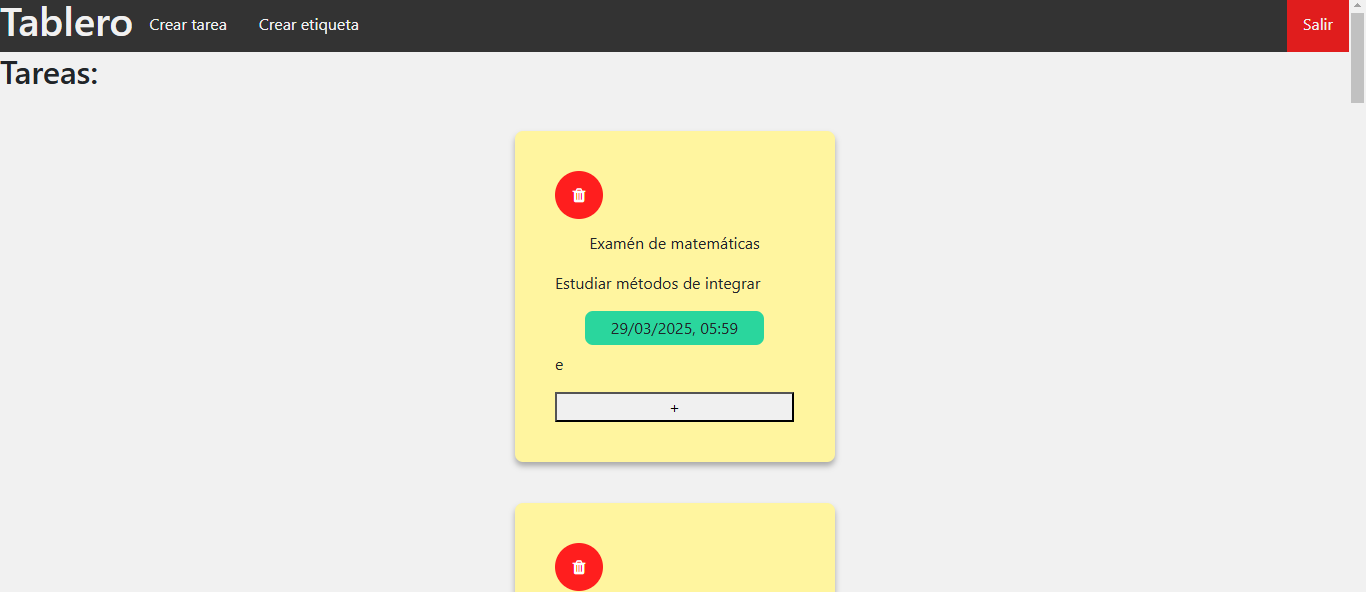 Tablero Crear tarea Crear etiqueta Salir
Tareas:
Examén de matemáticas
Estudiar métodos de integrar
29/03/2025, 05:59
e
+